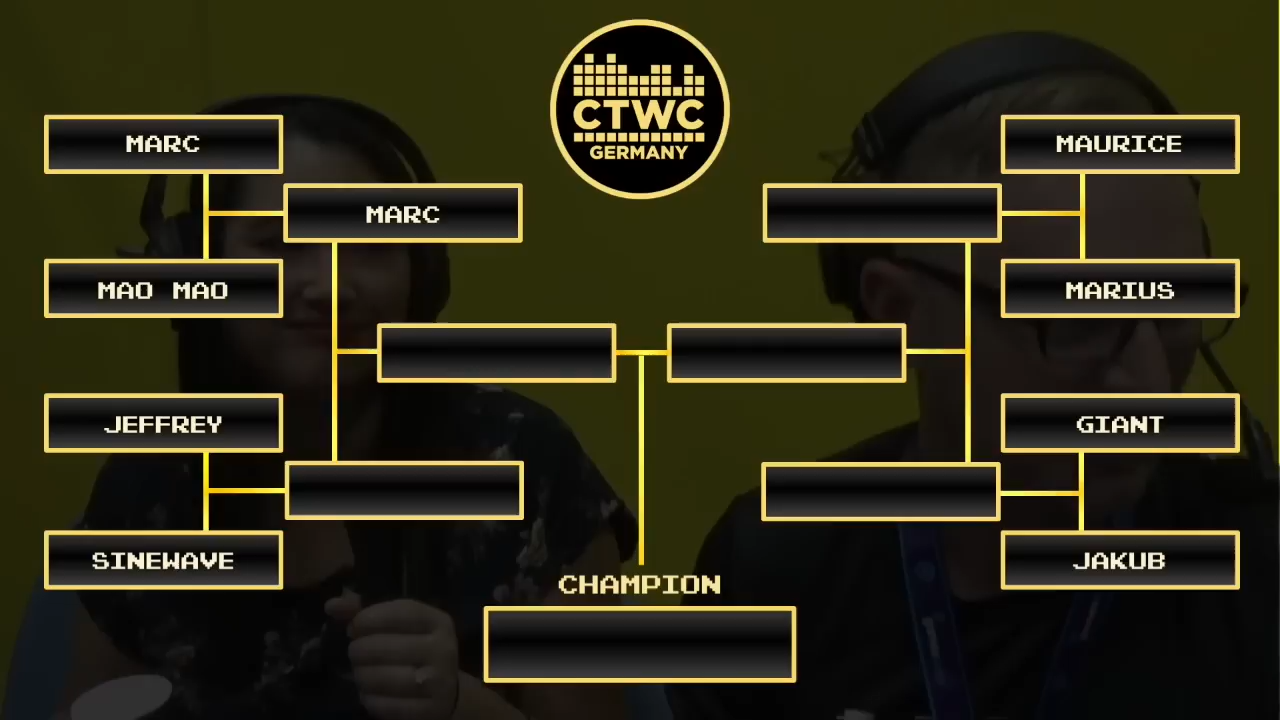 CTWC
GERMANY
MARC
MAURICE
MARC
MAO MAO
MARIUS
JEFFREY
GIANT
SINEWAVE
JAKUB
CHAMPION